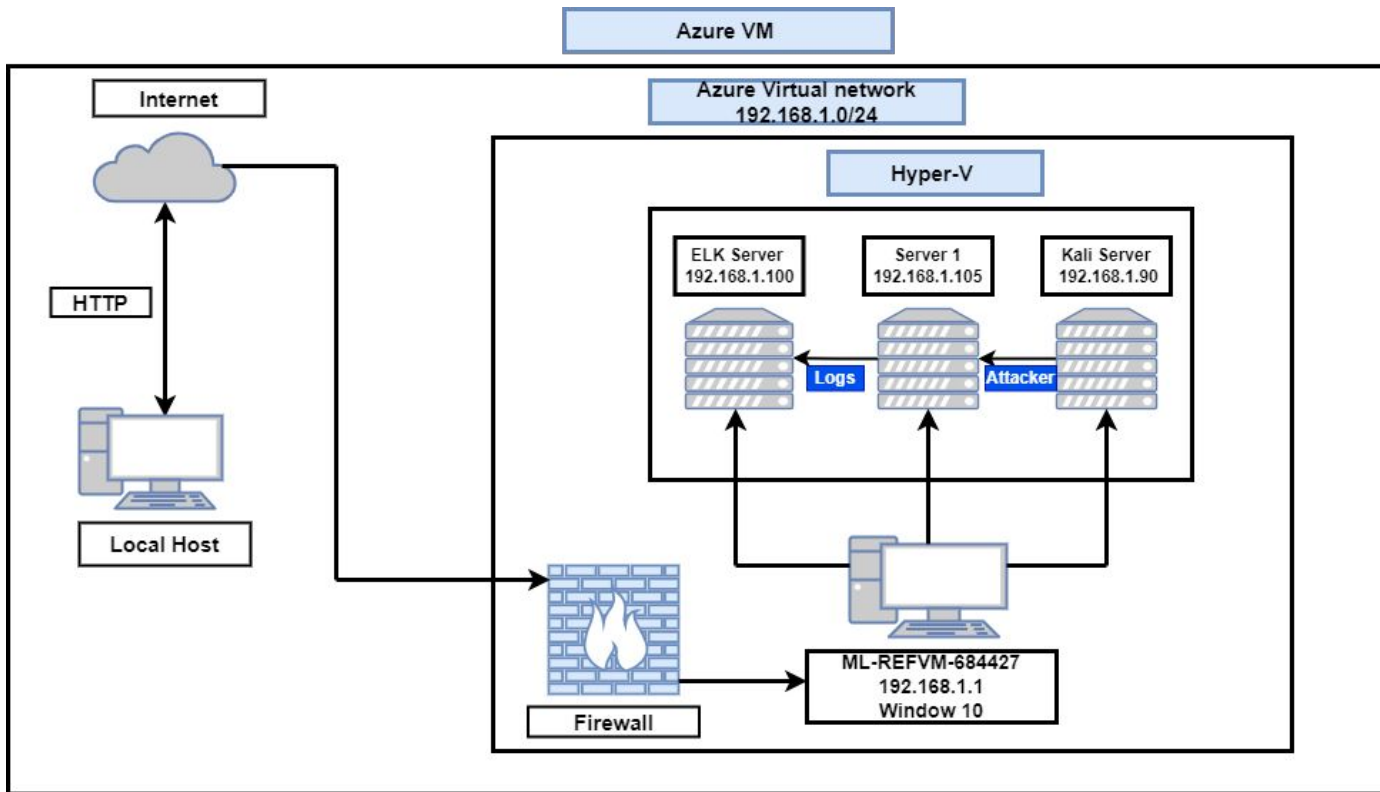 Azure VM
Internet
Azure Virtual network
192.168.1.0/24
Hyper-V
ELK Server
192.168.1.100
Server 1
192.168.1.105
Kali Server
192.168.1.90
HTTP
Logs
Attacker
Local Host
ML-REFVM-684427
192.168.1.1
Window 10
Firewall